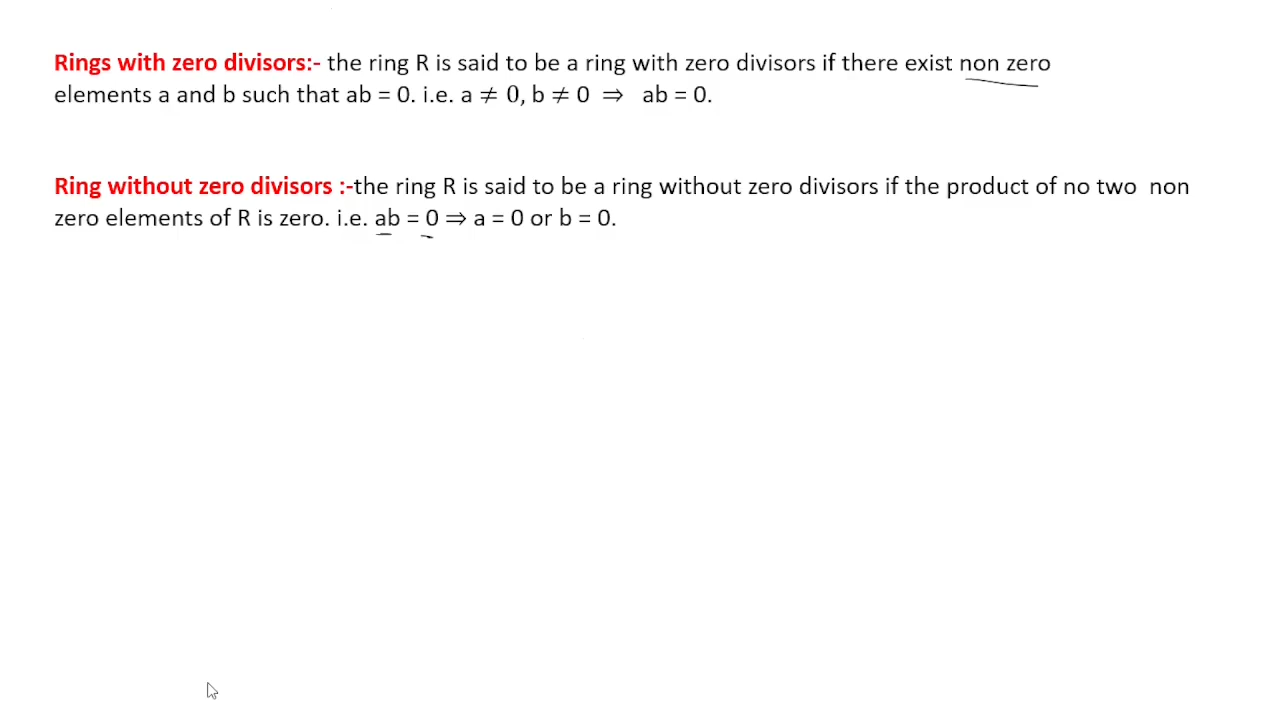 Rings with zero divisors:- the ring R is said to be a ring with zero divisors if there exist non zero
elements a and b such that ab = 0. i.e. a ≠ 0, b ≠ 0 ⇒ ab = 0.
Ring without zero divisors :-the ring R is said to be a ring without zero divisors if the product of no two non
zero elements of R is zero. i.e. ab = 0 ⇒ a = 0 or b = 0.